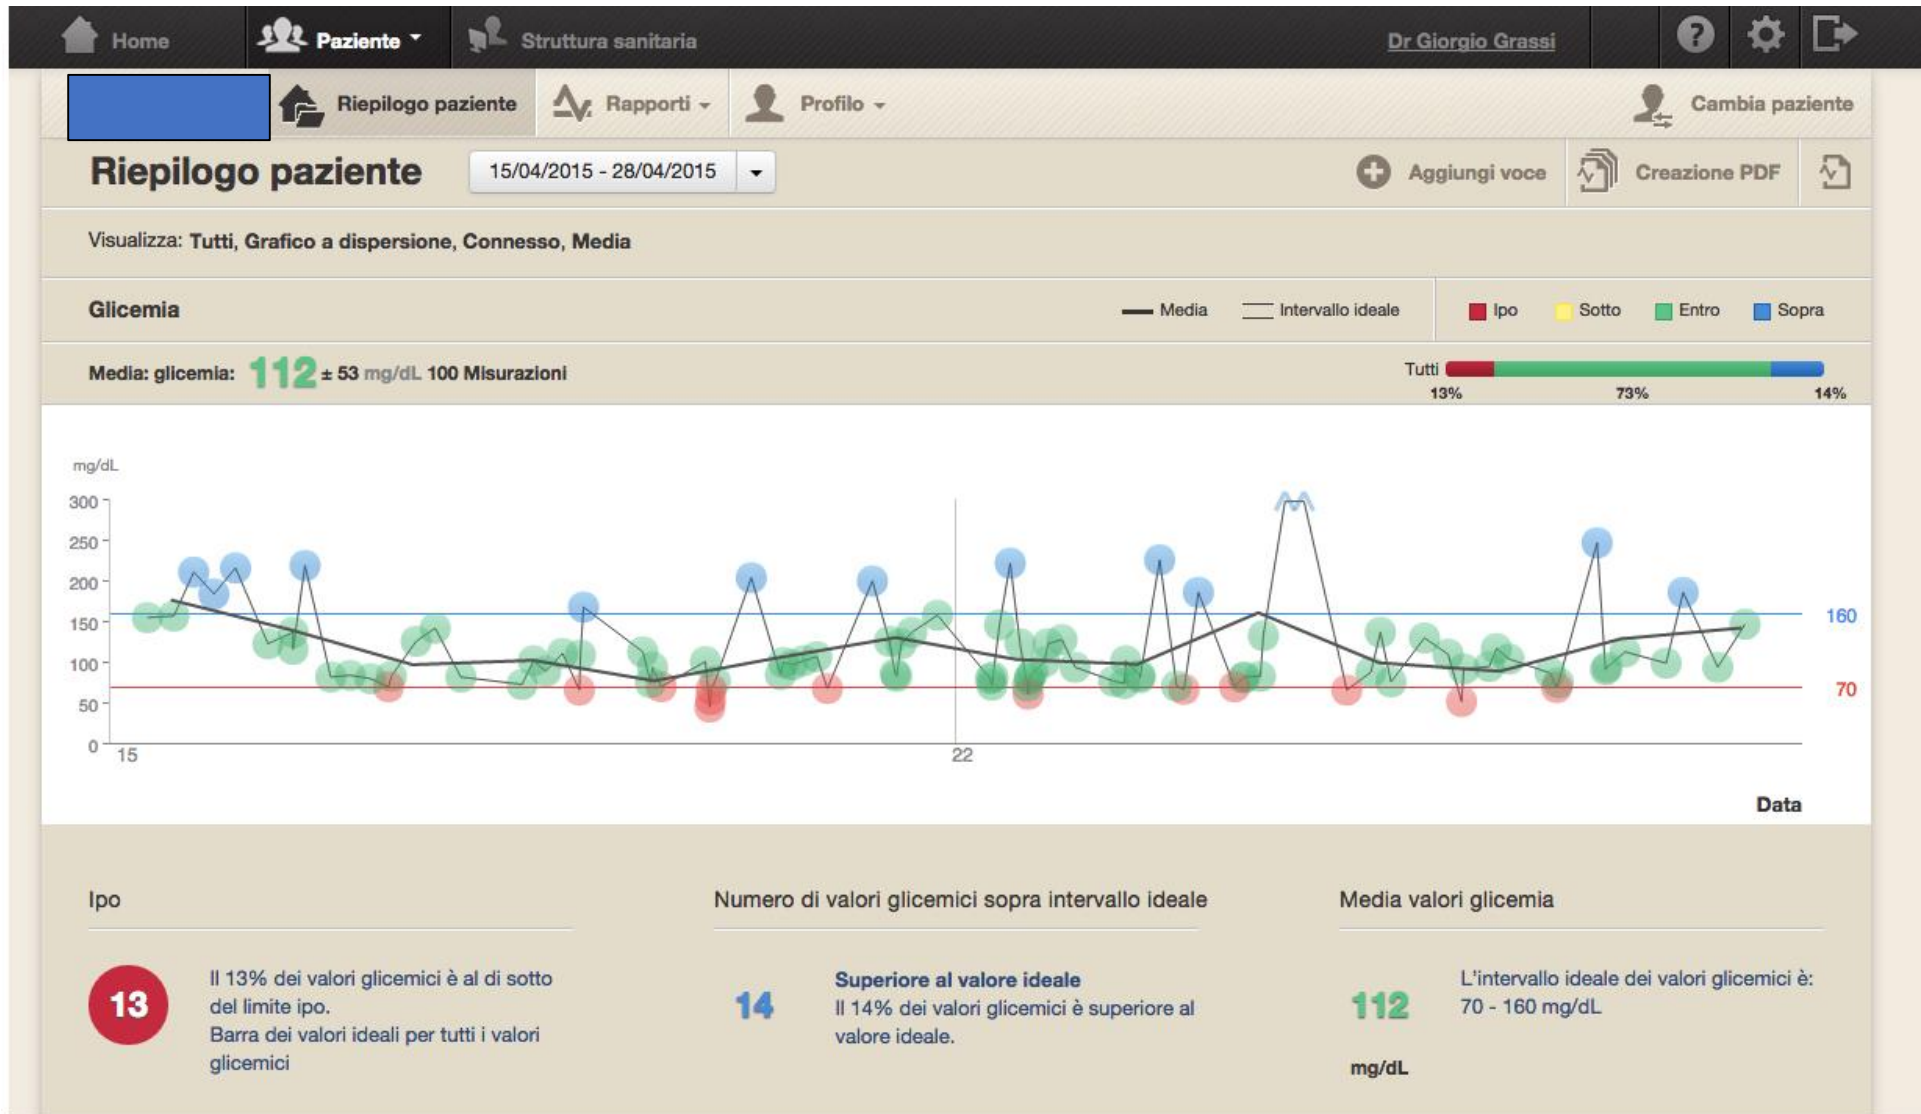 Home Paziente Struttura sanitaria Dr Giorgio Grassi ?
Riepilogo paziente Rapporti Profilo Cambia paziente
Riepilogo paziente 15/04/2015 - 28/04/2015 Aggiungi voce Creazione PDF
Visualizza: Tutti, Grafico a dispersione, Connesso, Media
Glicemia Media Intervallo ideale Ipo Sotto Entro Sopra
Media: glicemia: 112 ± 53 mg/dL 100 Misurazioni Tutti
13% 73% 14%
mg/dL
300
250
200
150 160
100
50 70
0
15 22
Data
Ipo
13
Il 13% dei valori glicemici è al di sotto
del limite ipo.
Barra dei valori ideali per tutti i valori
glicemici
Numero di valori glicemici sopra intervallo ideale
14
Superiore al valore ideale
Il 14% dei valori glicemici è superiore al
valore ideale.
Media valori glicemia
112
mg/dL
L'intervallo ideale dei valori glicemici è:
70 - 160 mg/dL